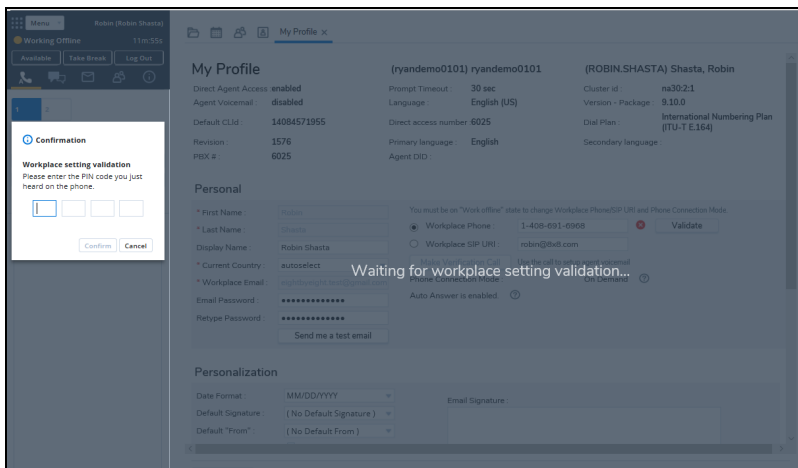 Menu
Robin (Robin Shasta)
Working Offline
11m:55s
Available
Take Break
Log Out
1
2
Confirmation
Workplace setting validation
Please enter the PIN code you just
heard on the phone.
Confirm
Cancel
My Profile ×
My Profile
(ryandemo0101) ryandemo0101
(ROBIN.SHASTA) Shasta, Robin
Direct Agent Access: enabled
Prompt Timeout : 30 sec
Cluster id : na30:2:1
Agent Voicemail : disabled
Language : English (US)
Version - Package : 9.10.0
Default CLId : 14084571955
Direct access number: 6025
Dial Plan : International Numbering Plan
(ITU-T E.164)
Revision : 1576
Primary language : English
Secondary language :
PBX # : 6025
Agent DID :
Personal
You must be on "Work offline" state to change Workplace Phone/SIP URI and Phone Connection Mode.
* First Name : Robin
Workplace Phone : 1-408-691-6968
Validate
* Last Name : Shasta
Workplace SIP URI : robin@8x8.com
Display Name : Robin Shasta
Make Verification Call
Use the call to setup agent voicemail
* Current Country : autoselect
Waiting for workplace setting validation...
Phone Connection Mode
On Demand
* Workplace Email :
Auto Answer is enabled
Email Password :
Retype Password :
Send me a test email
Personalization
Date Format : MM/DD/YYYY
Email Signature :
Default Signature : ( No Default Signature )
Default "From" : ( No Default From )